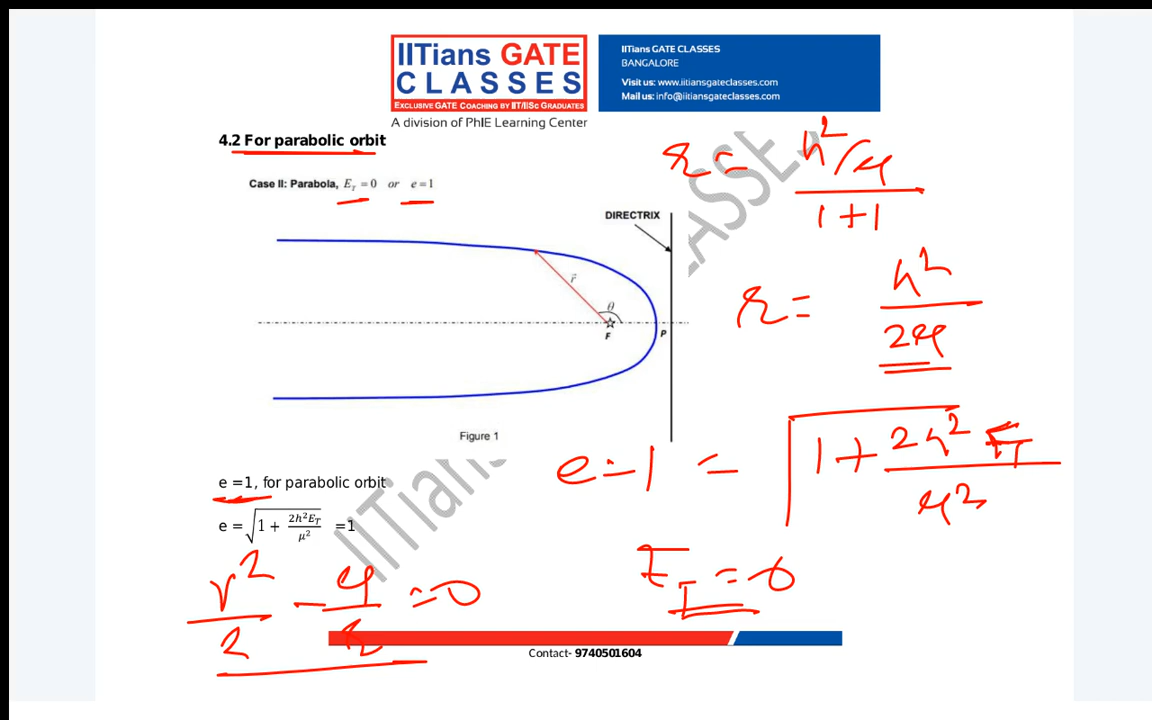 IITians GATE
CLASSES
EXCLUSIVE GATE COACHING BY IIT/IISc GRADUATES
A division of PhIE Learning Center
IITians GATE CLASSES
BANGALORE
Visit us: www.iitiansgateclasses.com
Mail us: info@iitiansgateclasses.com
4.2 For parabolic orbit
Case II: Parabola, E_T = 0 or e = 1
r = h²/μ / 1+1
DIRECTRIX
r⃗
θ
F
P
r = h² / 2μ
Figure 1
e = 1, for parabolic orbit
e = √(1 + 2h²E_T / μ²) = 1
e = 1 = √(1 + 2h² E_T / μ²)
E_T = 0
v²/2 − μ/r = 0
Contact- 9740501604